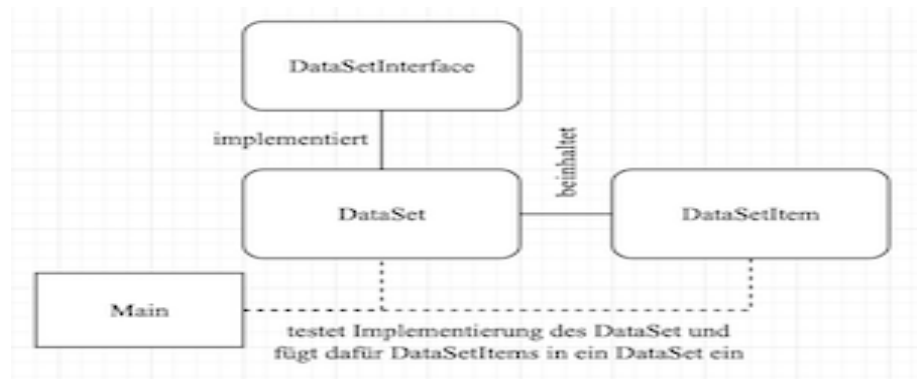 DataSetInterface
implementiert
beinhaltet
DataSet
DataSetItem
Main
testet Implementierung des DataSet und
fügt dafür DataSetItems in ein DataSet ein